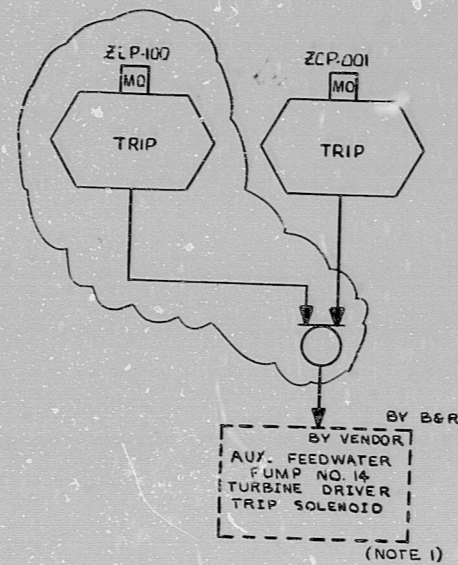 ZLP-100
ZCP-001
MO
MO
TRIP
TRIP
BY B&R
BY VENDOR
AUX. FEEDWATER
PUMP NO. 14
TURBINE DRIVER
TRIP SOLENOID
(NOTE 1)